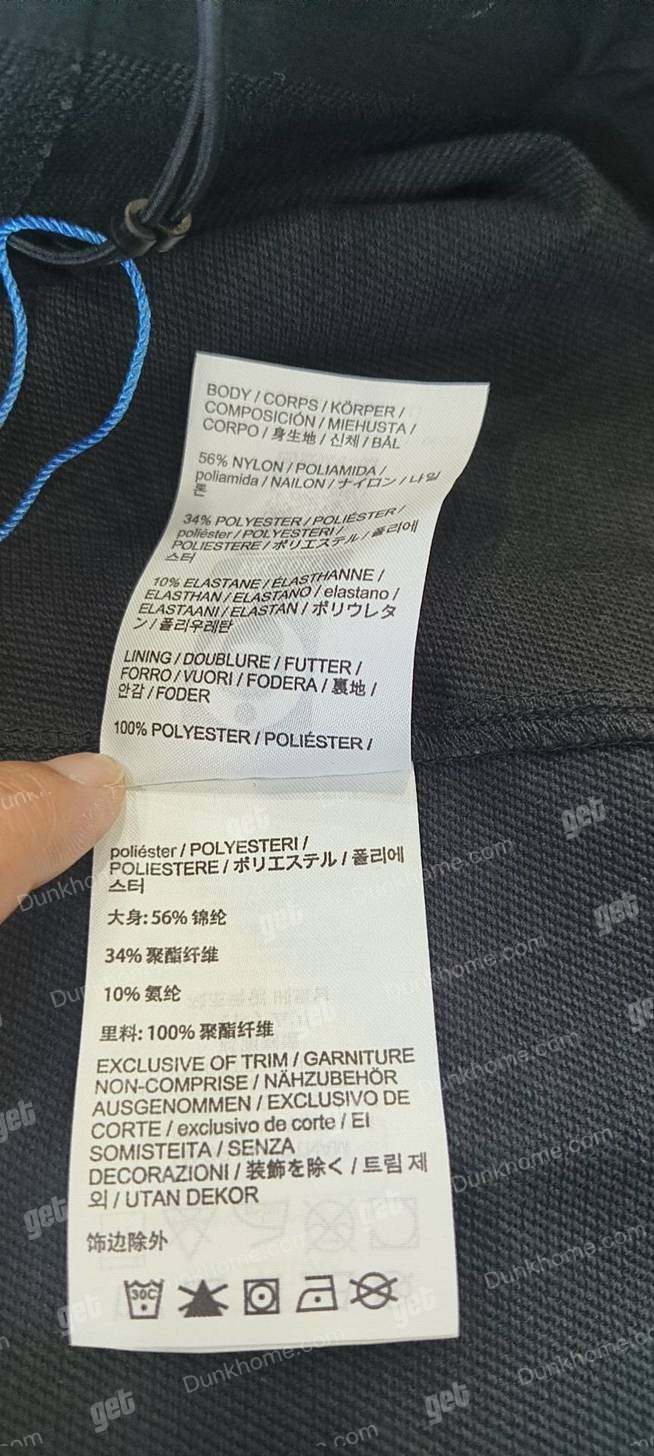 BODY / CORPS / KÖRPER /
COMPOSICIÓN / MIEHUSTA /
CORPO / 身生地 / 신체 / BÁL
56% NYLON / POLIAMIDA /
poliamida / NAILON / ナイロン / 나일
론
34% POLYESTER / POLIÉSTER /
poliéster / POLYESTERI /
POLIESTERE / ポリエステル / 폴리에
스터
10% ELASTANE / ÉLASTHANNE /
ELASTHAN / ELASTANO / elastano /
ELASTAANI / ELASTAN / ポリウレタ
ン / 폴리우레탄
LINING / DOUBLURE / FUTTER /
FORRO / VUORI / FODERA / 裏地 /
안감 / FODER
100% POLYESTER / POLIÉSTER /
poliéster / POLYESTERI /
POLIESTERE / ポリエステル / 폴리에
스터
大身: 56% 锦纶
34% 聚酯纤维
10% 氨纶
里料: 100% 聚酯纤维
EXCLUSIVE OF TRIM / GARNITURE
NON-COMPRISE / NÄHZUBEHÖR
AUSGENOMMEN / EXCLUSIVO DE
CORTE / exclusivo de corte / EI
SOMISTEITA / SENZA
DECORAZIONI / 装飾を除く / 트림 제
외 / UTAN DEKOR
饰边除外
30C
get
Dunkhome.com